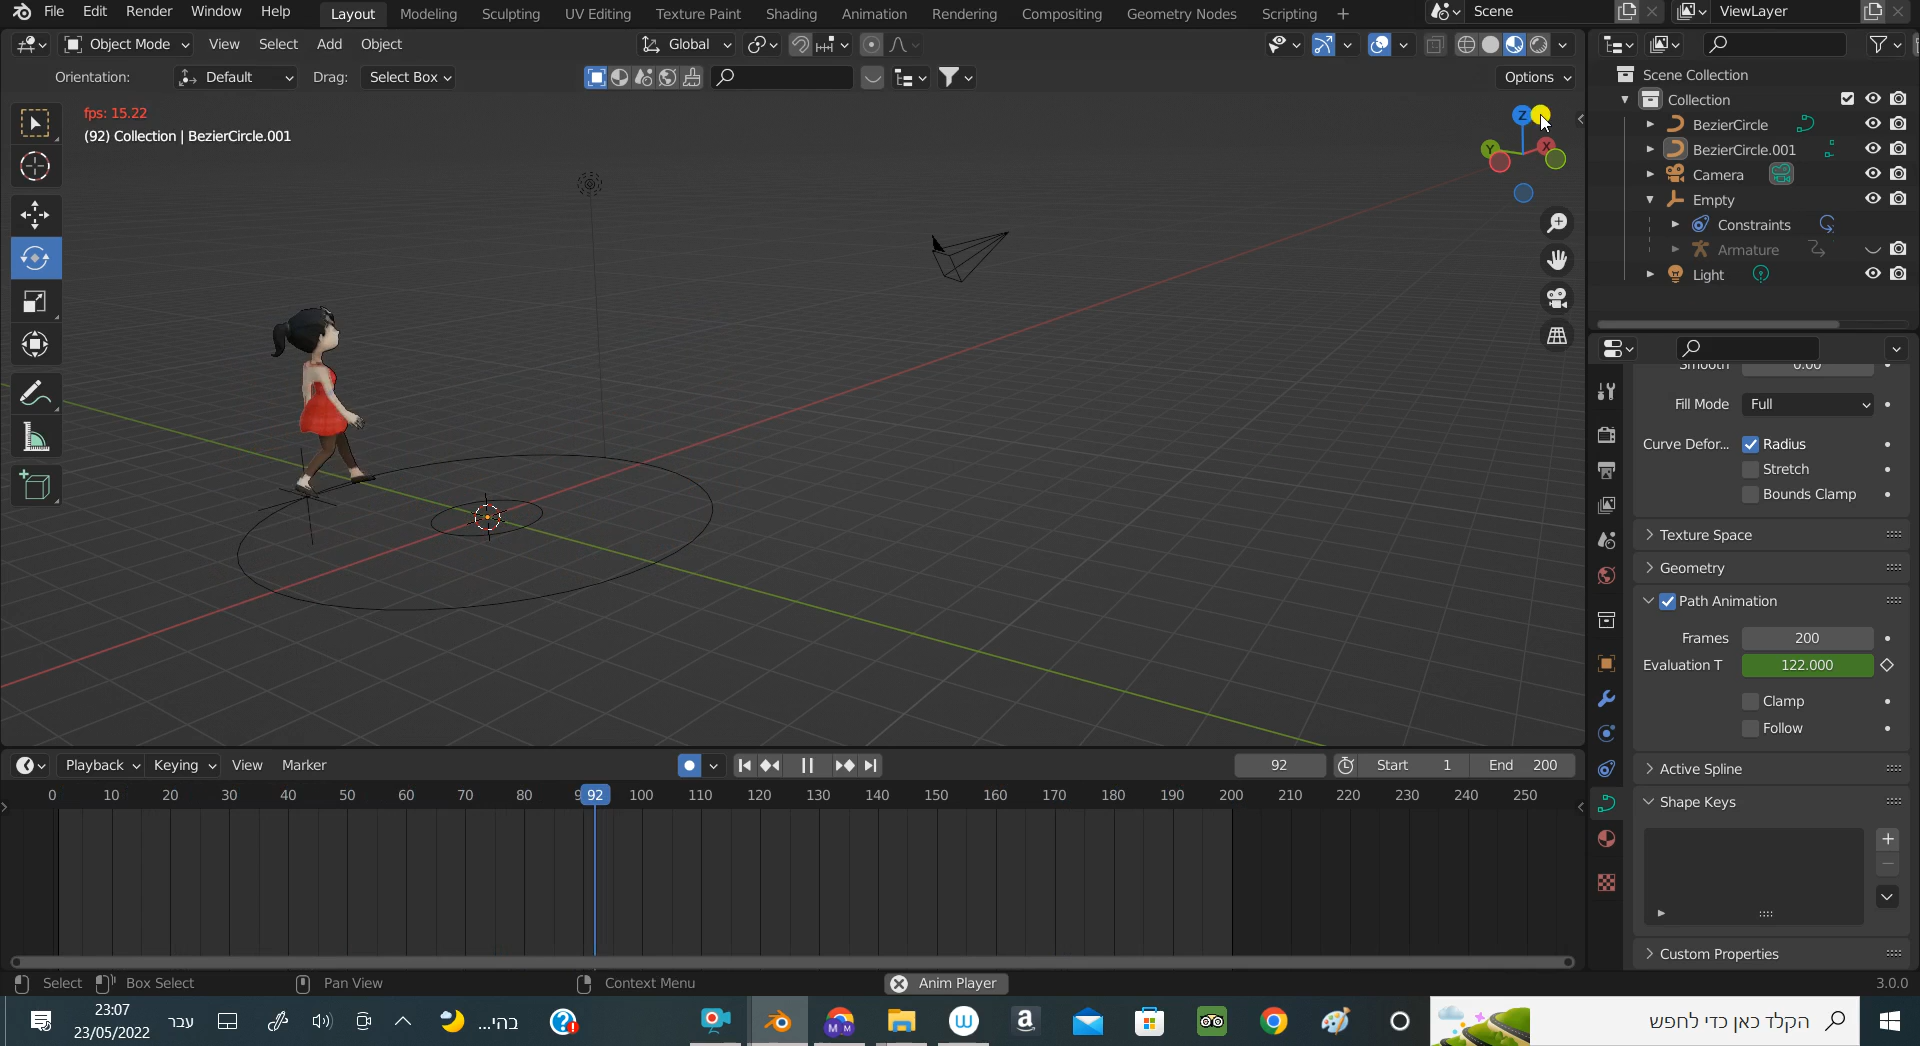 File Edit Render Window Help Layout Modeling Sculpting UV Editing Texture Paint Shading Animation Rendering Compositing Geometry Nodes Scripting + Scene ViewLayer
Object Mode View Select Add Object Global
Orientation: Default Drag: Select Box Options
fps: 15.22
(92) Collection | BezierCircle.001
Z
Y X
Scene Collection
Collection
BezierCircle
BezierCircle.001
Camera
Empty
Constraints
Armature
Light
Smooth 0.00
Fill Mode Full
Curve Defor... Radius
Stretch
Bounds Clamp
Texture Space
Geometry
Path Animation
Frames 200
Evaluation T 122.000
Clamp
Follow
Active Spline
Shape Keys
Custom Properties
Playback Keying View Marker 92 Start 1 End 200
0 10 20 30 40 50 60 70 80 92 100 110 120 130 140 150 160 170 180 190 200 210 220 230 240 250
Select Box Select Pan View Context Menu Anim Player 3.0.0
23:07
23/05/2022
עבר
בהי...
הקלד כאן כדי לחפש